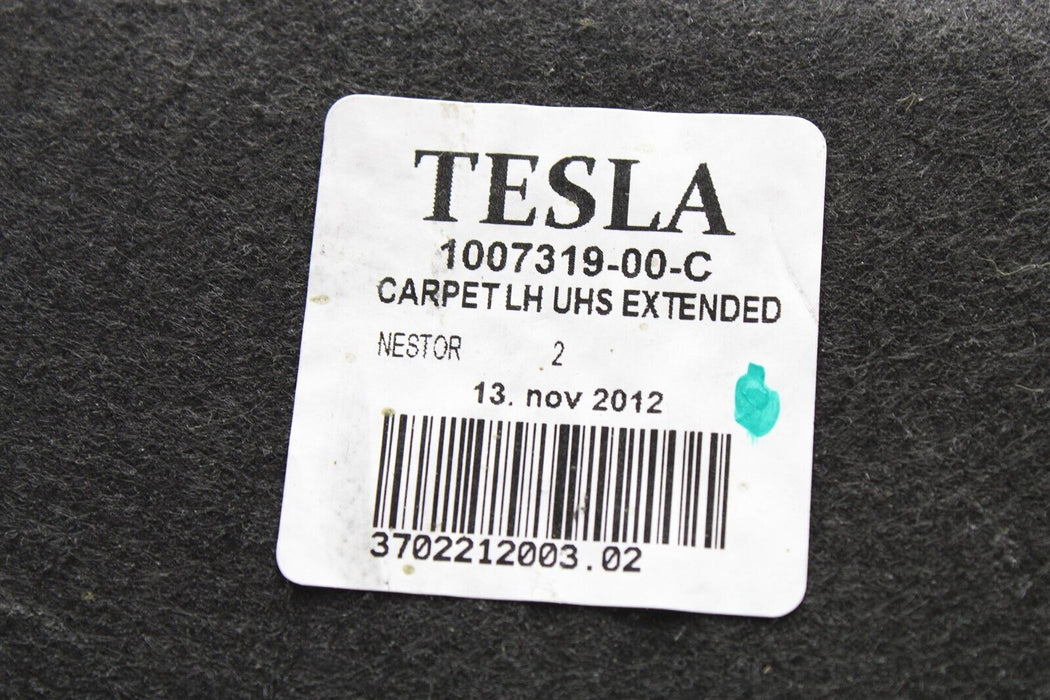 TESLA
1007319-00-C
CARPET LH UHS EXTENDED
NESTOR 2
13. nov 2012
3702212003.02